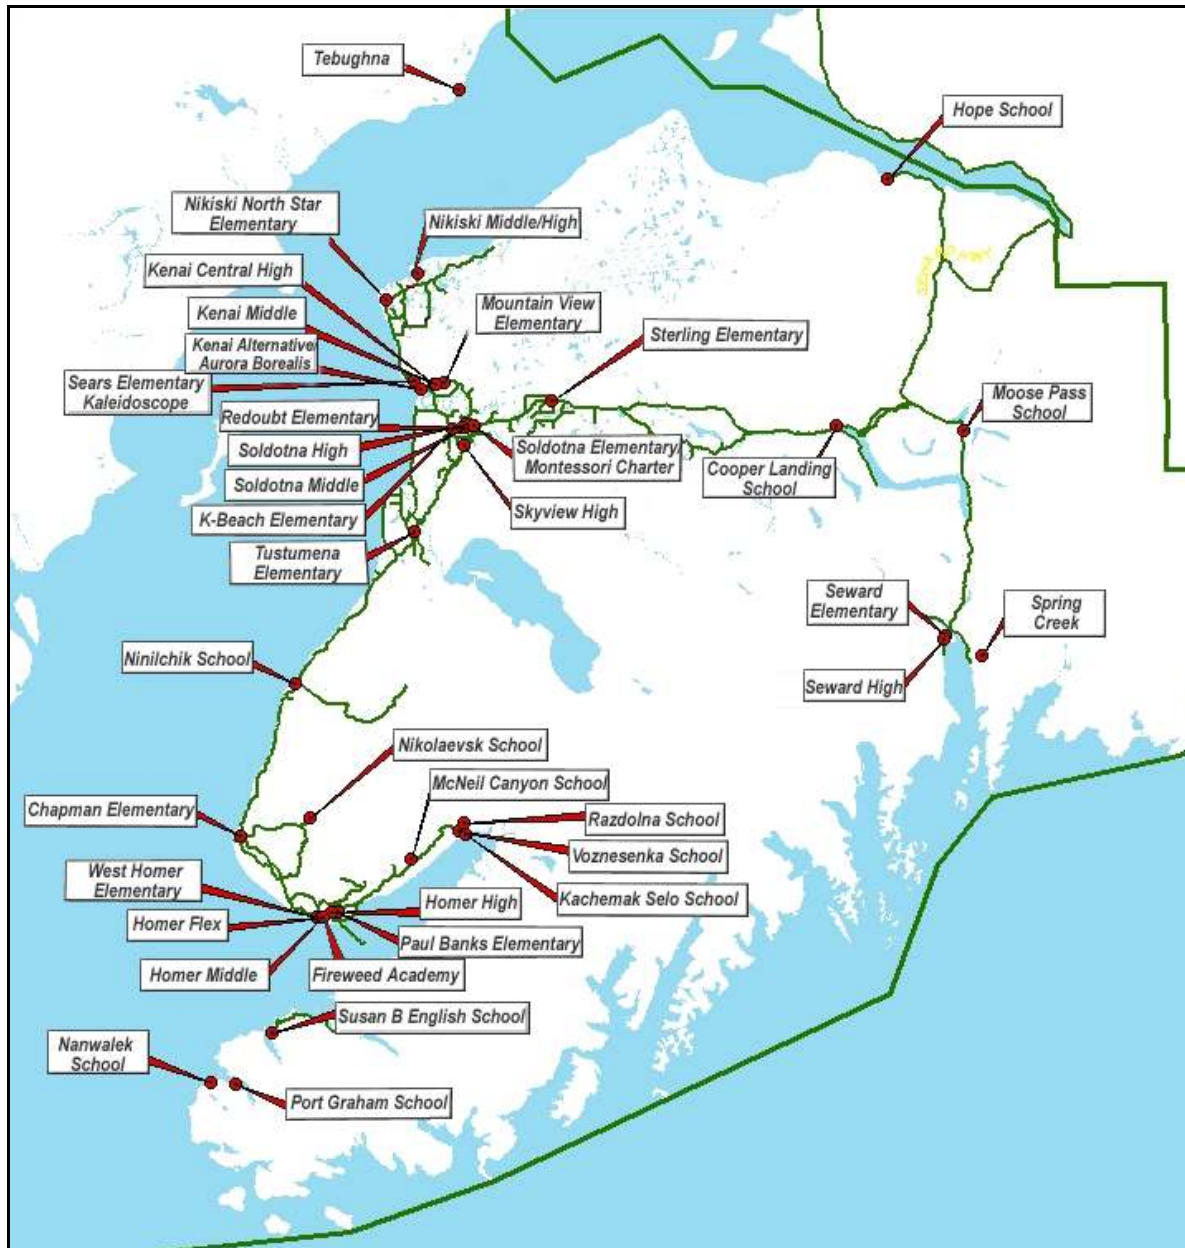 Tebughna
Hope School
Nikiski North Star
Elementary
Nikiski Middle/High
Kenai Central High
Kenai Middle
Mountain View
Elementary
Sterling Elementary
Kenai Alternative/
Aurora Borealis
Sears Elementary
Kaleidoscope
Redoubt Elementary
Soldotna High
Soldotna Middle
K-Beach Elementary
Soldotna Elementary/
Montessori Charter
Skyview High
Cooper Landing
School
Moose Pass
School
Tustumena
Elementary
Seward
Elementary
Spring
Creek
Seward High
Ninilchik School
Nikolaevsk School
McNeil Canyon School
Chapman Elementary
Razdolna School
Voznesenka School
Kachemak Selo School
West Homer
Elementary
Homer Flex
Homer Middle
Homer High
Paul Banks Elementary
Fireweed Academy
Susan B English School
Nanwalek
School
Port Graham School